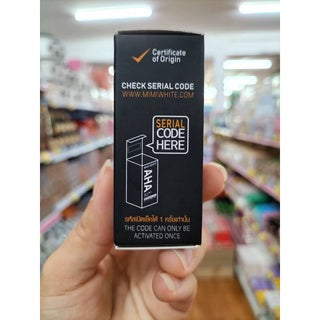 Certificate
of Origin
CHECK SERIAL CODE
WWW.MIMIWHITE.COM
SERIAL
CODE
HERE
AHA
รหัสเปิดเช็คได้ 1 ครั้งเท่านั้น
THE CODE CAN ONLY BE
ACTIVATED ONCE